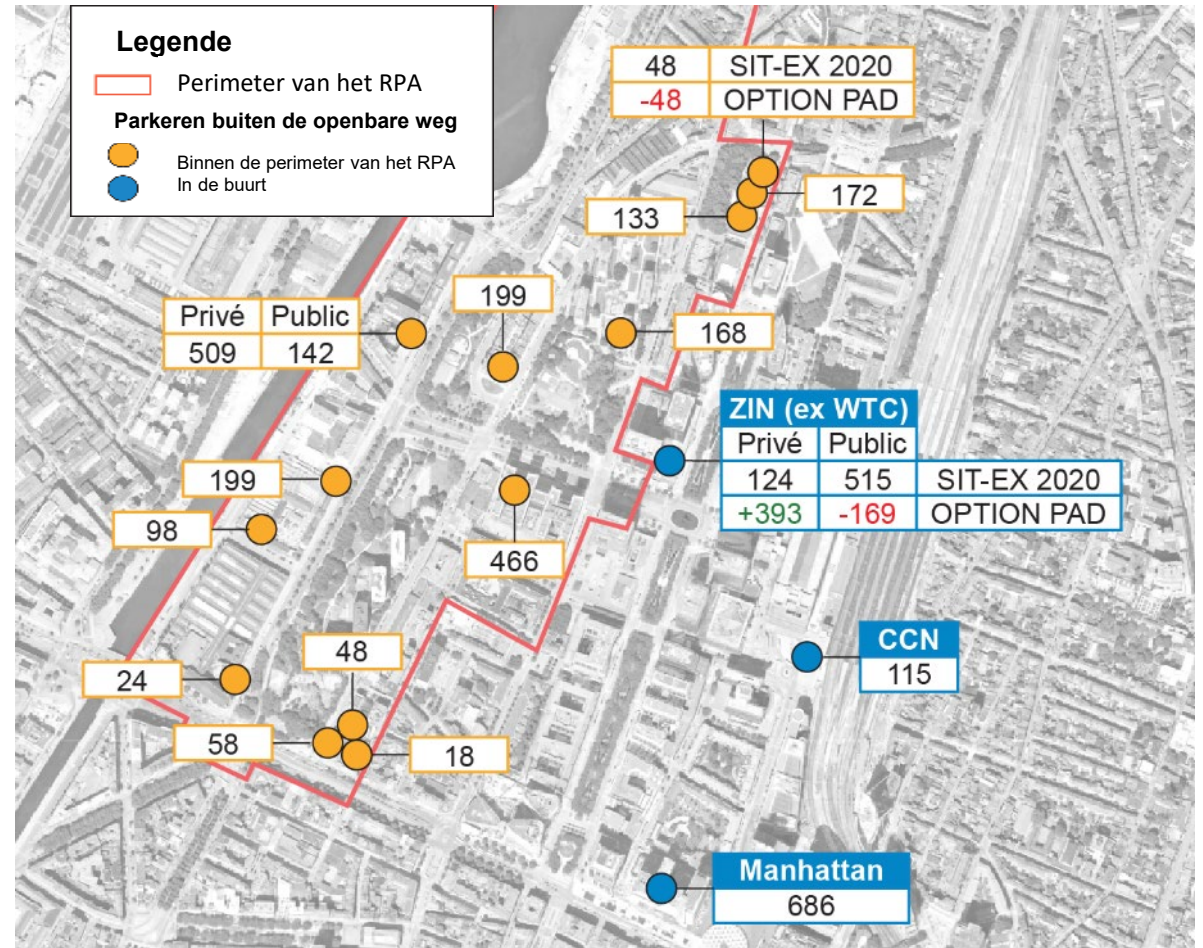 Legende
Perimeter van het RPA
Parkeren buiten de openbare weg
Binnen de perimeter van het RPA
In de buurt
48 SIT-EX 2020
-48 OPTION PAD
172
133
199
Privé Public
509 142
168
ZIN (ex WTC)
Privé Public
124 515 SIT-EX 2020
+393 -169 OPTION PAD
199
98
466
48
24
58
18
CCN
115
Manhattan
686